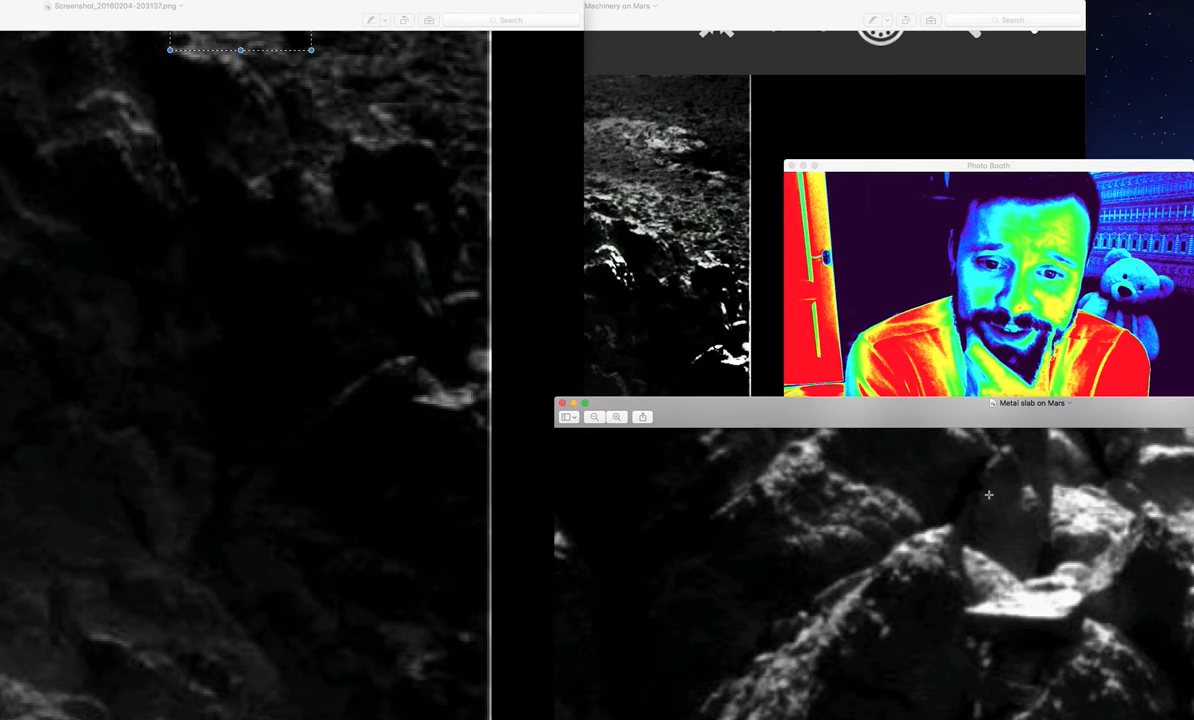 Screenshot_20160204-203137.png
Machinery on Mars
Search
Search
Photo Booth
Metal slab on Mars